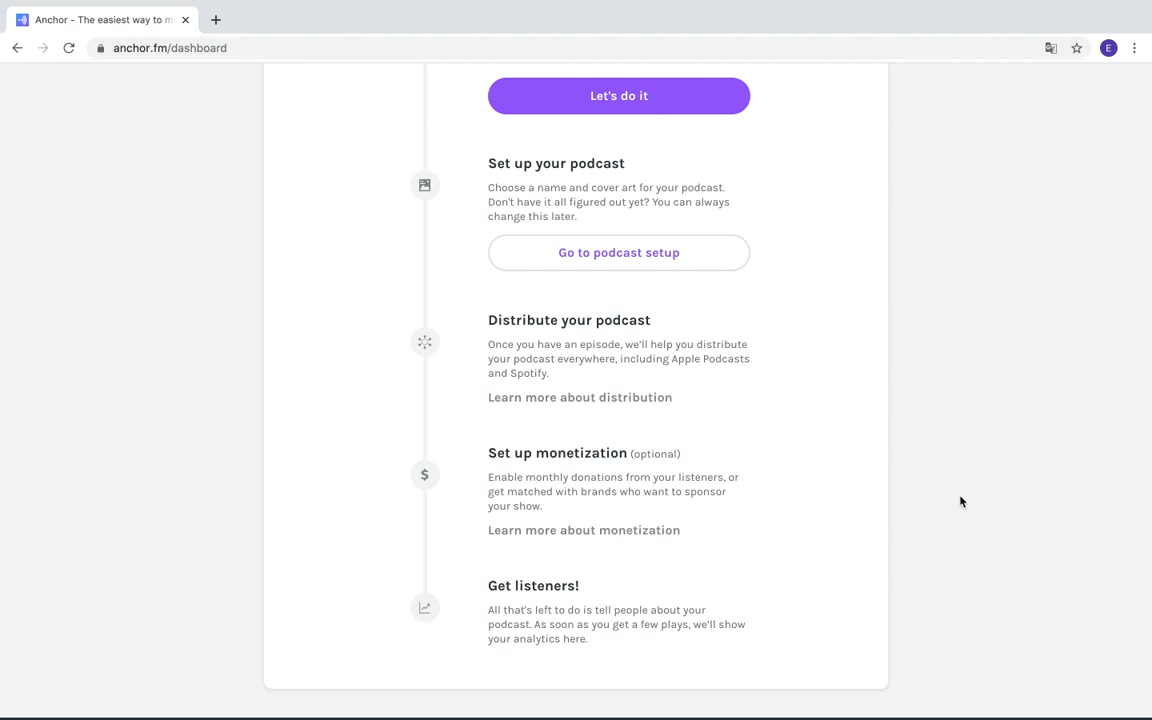 Anchor - The easiest way to m
anchor.fm/dashboard
E
Let's do it
Set up your podcast
Choose a name and cover art for your podcast.
Don't have it all figured out yet? You can always
change this later.
Go to podcast setup
Distribute your podcast
Once you have an episode, we'll help you distribute
your podcast everywhere, including Apple Podcasts
and Spotify.
Learn more about distribution
Set up monetization (optional)
$
Enable monthly donations from your listeners, or
get matched with brands who want to sponsor
your show.
Learn more about monetization
Get listeners!
All that's left to do is tell people about your
podcast. As soon as you get a few plays, we'll show
your analytics here.